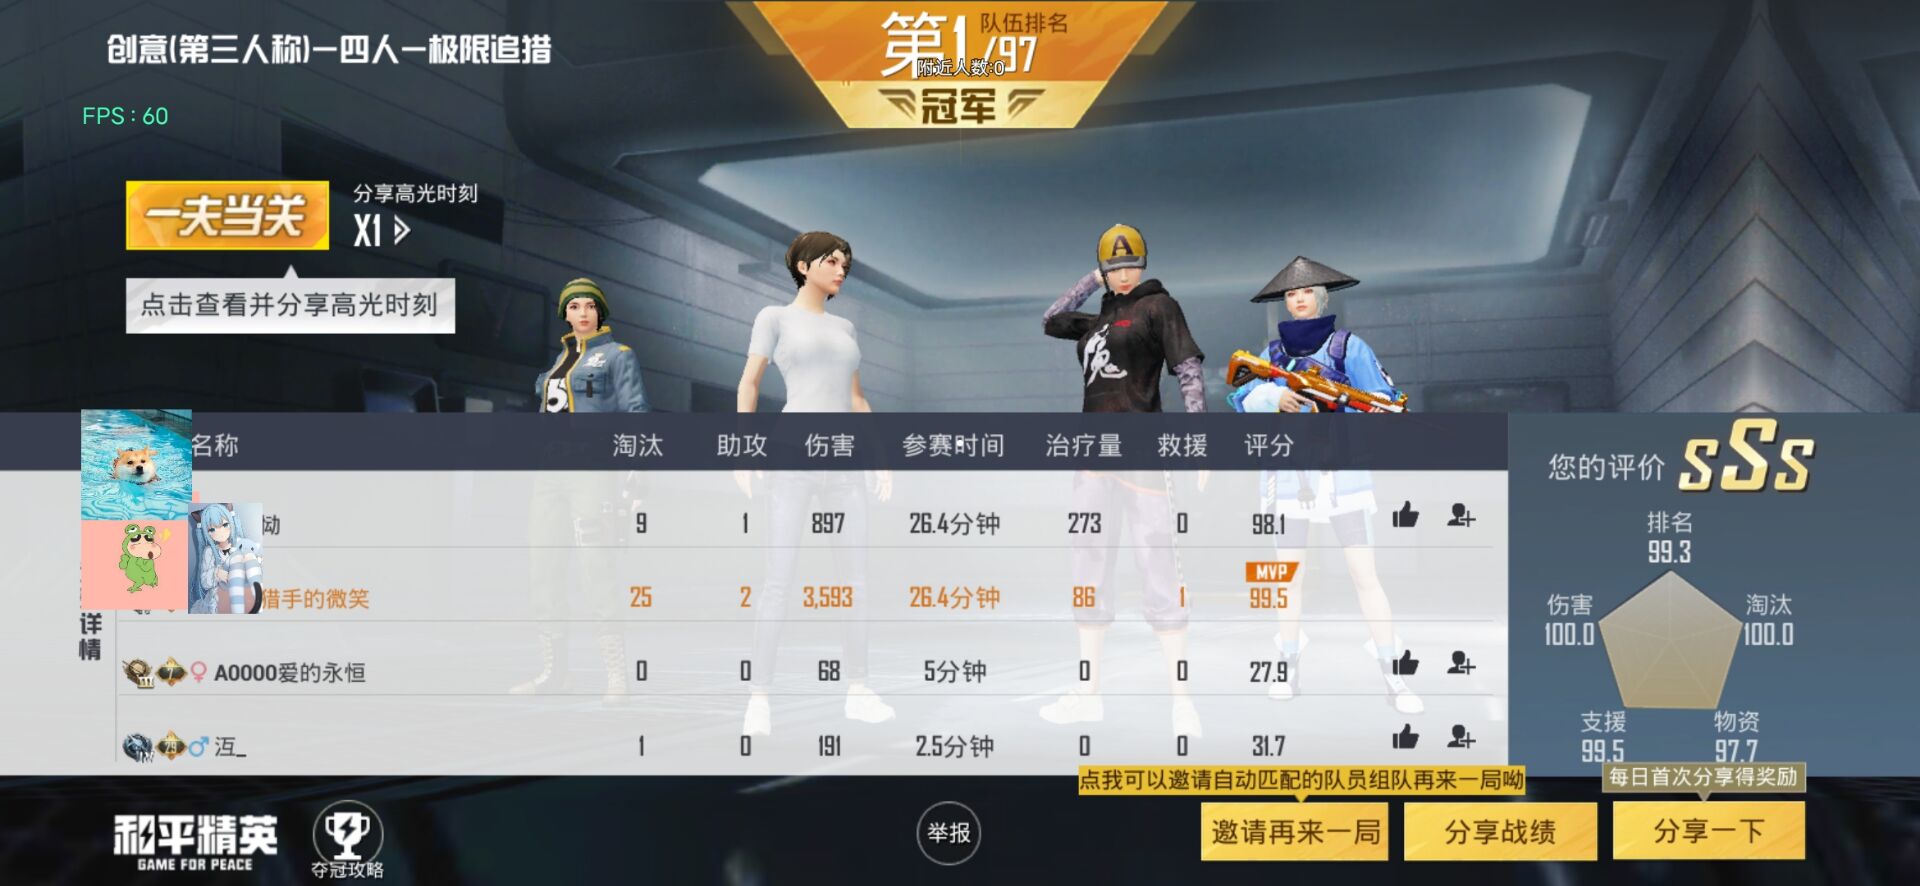 创意(第三人称)—四人—极限追猎
第1/97
队伍排名
附近人数:0
冠军
FPS : 60
一夫当关
分享高光时刻
X1
点击查看并分享高光时刻
A
名称 淘汰 助攻 伤害 参赛时间 治疗量 救援 评分
9 1 897 26.4分钟 273 0 98.1
MVP
猎手的微笑 25 2 3,593 26.4分钟 86 1 99.5
7 A0000爱的永恒 0 0 68 5分钟 0 0 27.9
29 沍_ 1 0 191 2.5分钟 0 0 31.7
详情
您的评价 SSS
排名
99.3
伤害
100.0
淘汰
100.0
支援
99.5
物资
97.7
点我可以邀请自动匹配的队员组队再来一局呦
每日首次分享得奖励
和平精英
GAME FOR PEACE
夺冠攻略
举报
邀请再来一局
分享战绩
分享一下